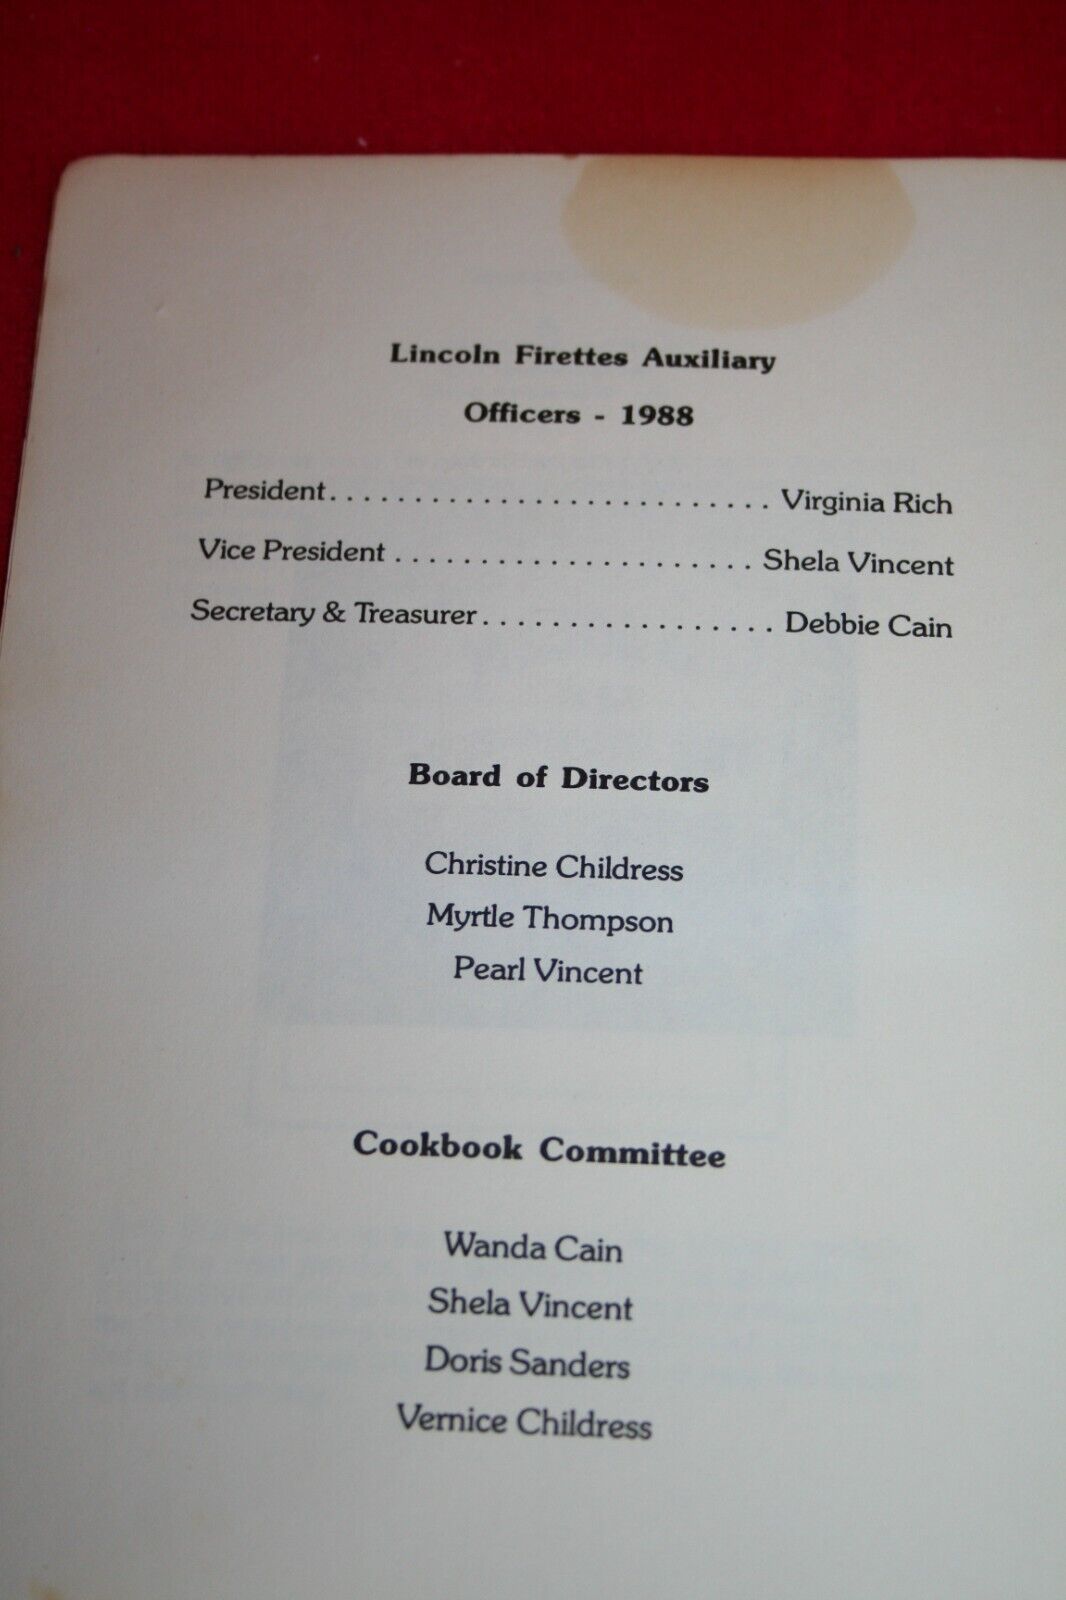 Lincoln Firettes Auxiliary
Officers - 1988
President. . . . . . . . . . . . . . . . . . . . . . . . . . Virginia Rich
Vice President . . . . . . . . . . . . . . . . . . . . . Shela Vincent
Secretary & Treasurer. . . . . . . . . . . . . . . . . Debbie Cain
Board of Directors
Christine Childress
Myrtle Thompson
Pearl Vincent
Cookbook Committee
Wanda Cain
Shela Vincent
Doris Sanders
Vernice Childress